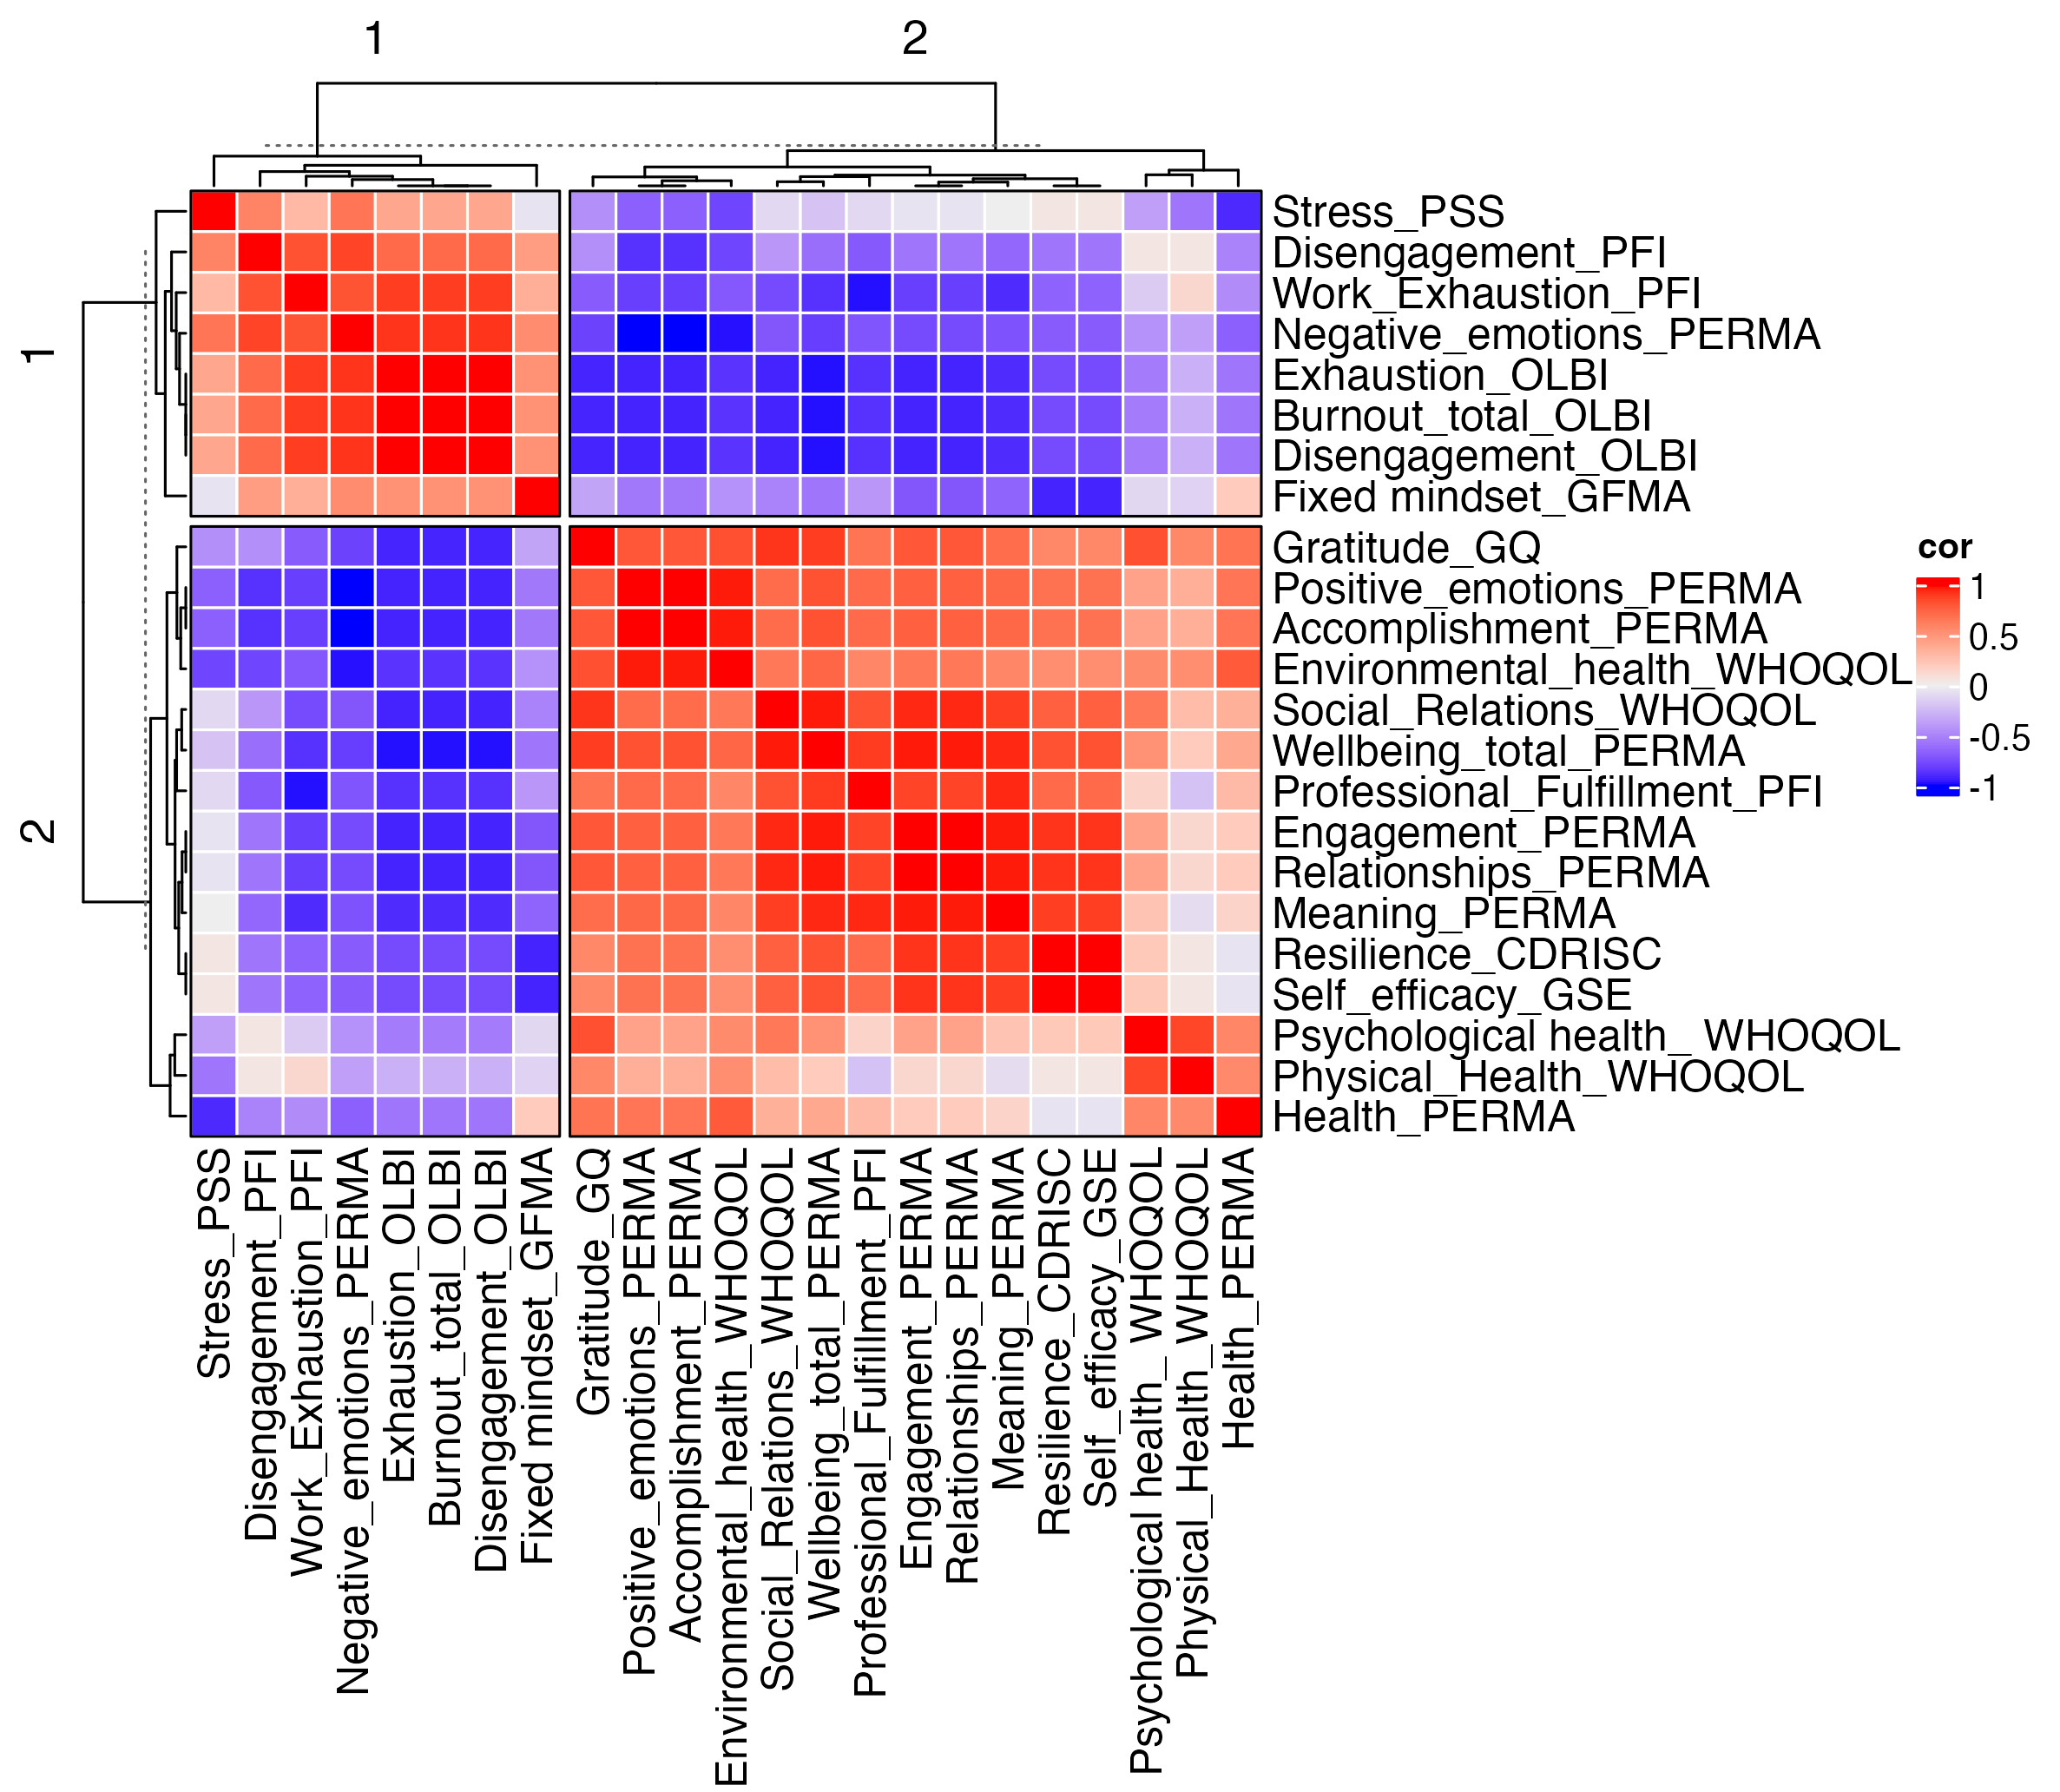 1
2
1
2
Stress_PSS
Disengagement_PFI
Work_Exhaustion_PFI
Negative_emotions_PERMA
Exhaustion_OLBI
Burnout_total_OLBI
Disengagement_OLBI
Fixed mindset_GFMA
Gratitude_GQ
Positive_emotions_PERMA
Accomplishment_PERMA
Environmental_health_WHOQOL
Social_Relations_WHOQOL
Wellbeing_total_PERMA
Professional_Fulfillment_PFI
Engagement_PERMA
Relationships_PERMA
Meaning_PERMA
Resilience_CDRISC
Self_efficacy_GSE
Psychological health_ WHOQOL
Physical_Health_WHOQOL
Health_PERMA
cor
1
0.5
0
-0.5
-1
Stress_PSS
Disengagement_PFI
Work_Exhaustion_PFI
Negative_emotions_PERMA
Exhaustion_OLBI
Burnout_total_OLBI
Disengagement_OLBI
Fixed mindset_GFMA
Gratitude_GQ
Positive_emotions_PERMA
Accomplishment_PERMA
Environmental_health_WHOQOL
Social_Relations_WHOQOL
Wellbeing_total_PERMA
Professional_Fulfillment_PFI
Engagement_PERMA
Relationships_PERMA
Meaning_PERMA
Resilience_CDRISC
Self_efficacy_GSE
Psychological health_ WHOQOL
Physical_Health_WHOQOL
Health_PERMA